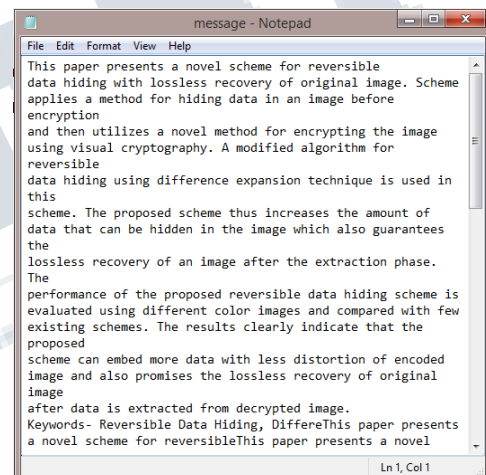 message - Notepad
File Edit Format View Help
This paper presents a novel scheme for reversible
data hiding with lossless recovery of original image. Scheme
applies a method for hiding data in an image before
encryption
and then utilizes a novel method for encrypting the image
using visual cryptography. A modified algorithm for
reversible
data hiding using difference expansion technique is used in
this
scheme. The proposed scheme thus increases the amount of
data that can be hidden in the image which also guarantees
the
lossless recovery of an image after the extraction phase.
The
performance of the proposed reversible data hiding scheme is
evaluated using different color images and compared with few
existing schemes. The results clearly indicate that the
proposed
scheme can embed more data with less distortion of encoded
image and also promises the lossless recovery of original
image
after data is extracted from decrypted image.
Keywords- Reversible Data Hiding, DiffereThis paper presents
a novel scheme for reversibleThis paper presents a novel
Ln 1, Col 1